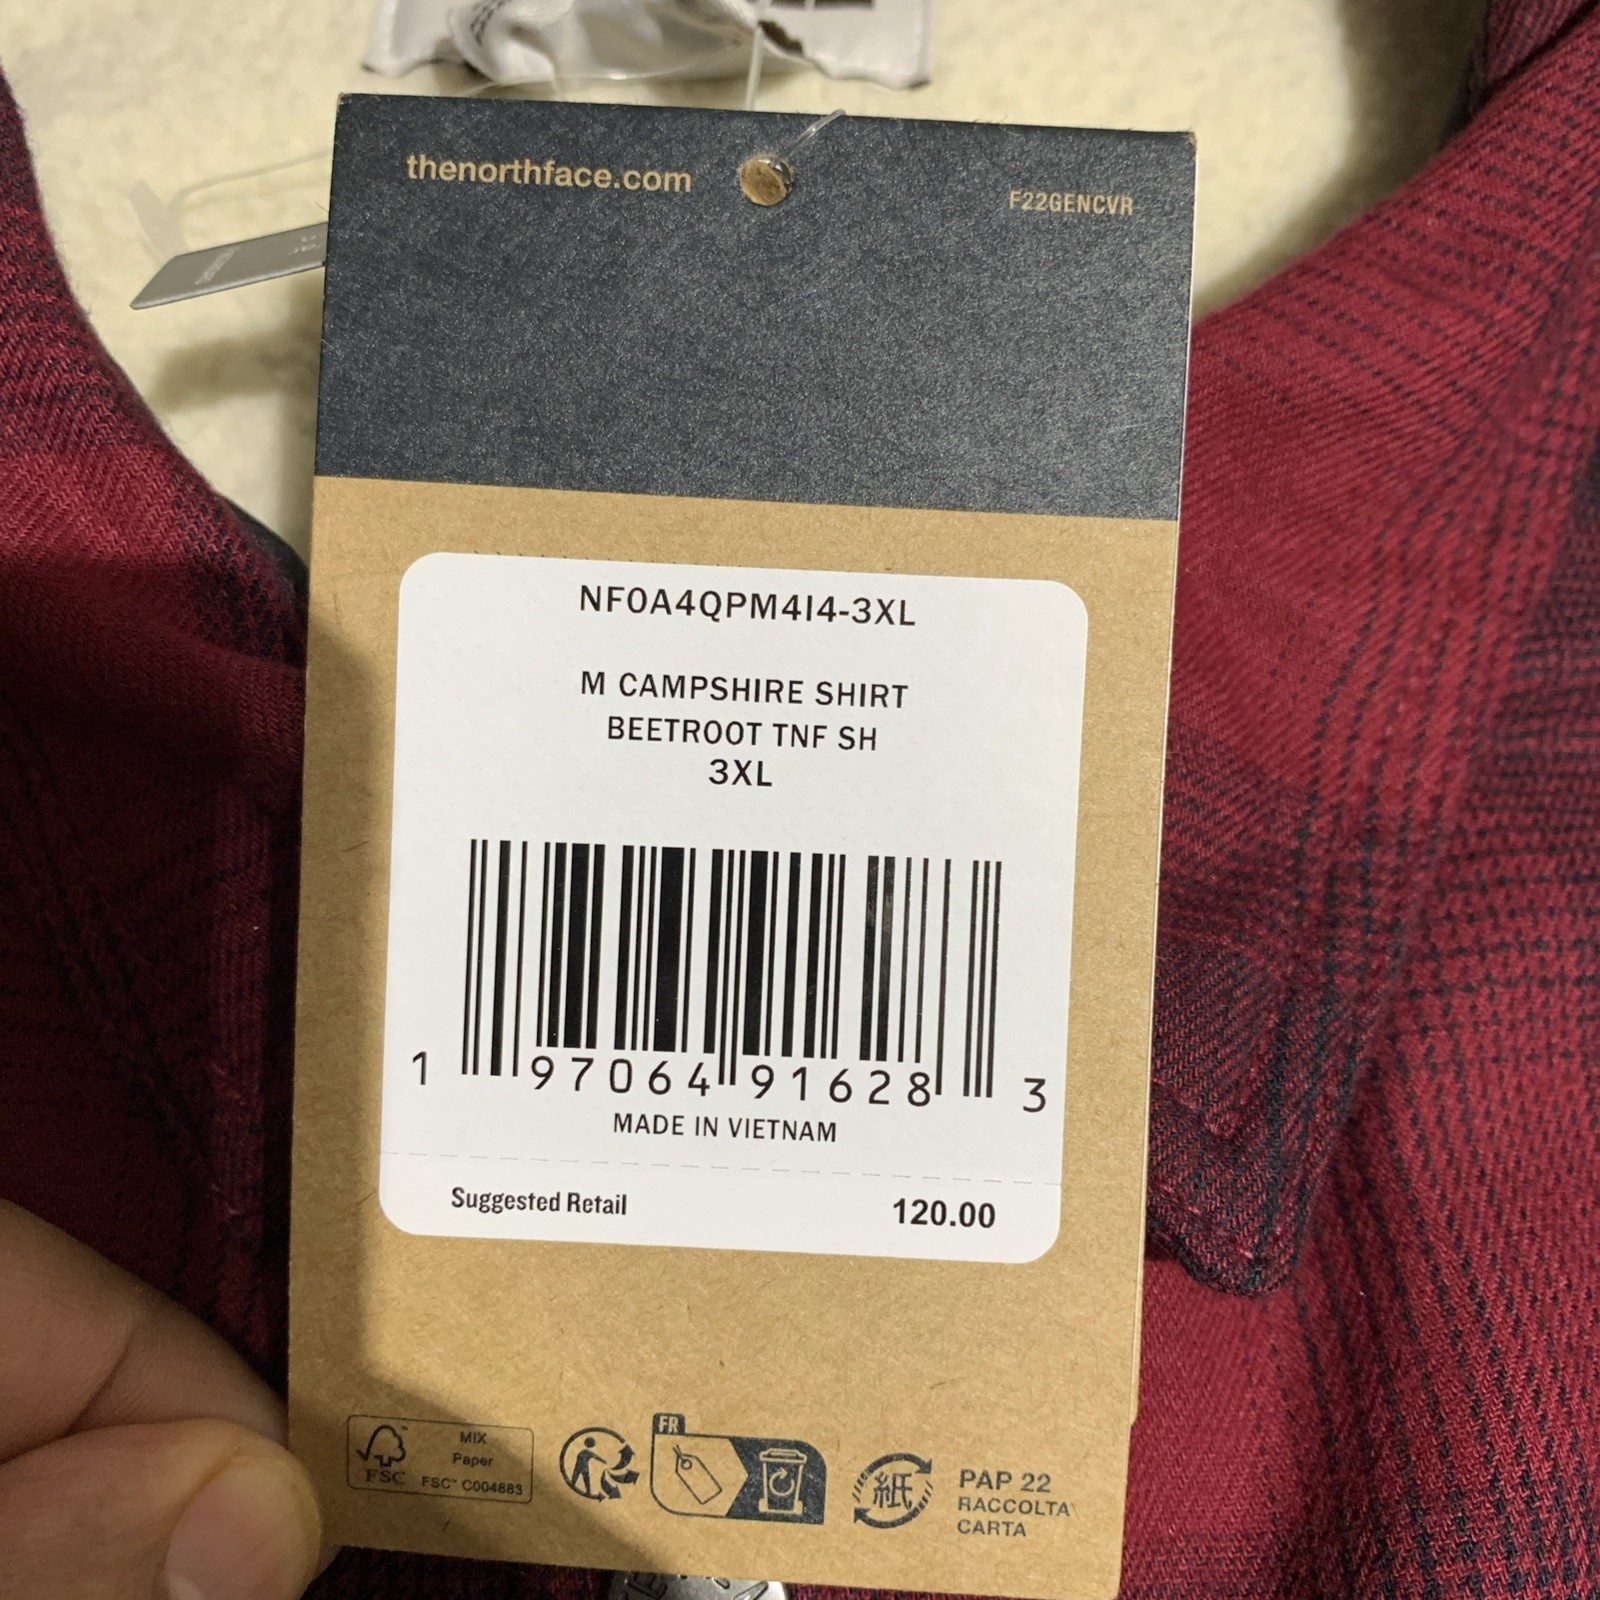 thenorthface.com
F22GENCVR
NF0A4QPM4I4-3XL
M CAMPSHIRE SHIRT
BEETROOT TNF SH
3XL
1 97064 91628 3
MADE IN VIETNAM
Suggested Retail 120.00
FSC
MIX
Paper
FSC™ C004883
FR
紙
PAP 22
RACCOLTA
CARTA